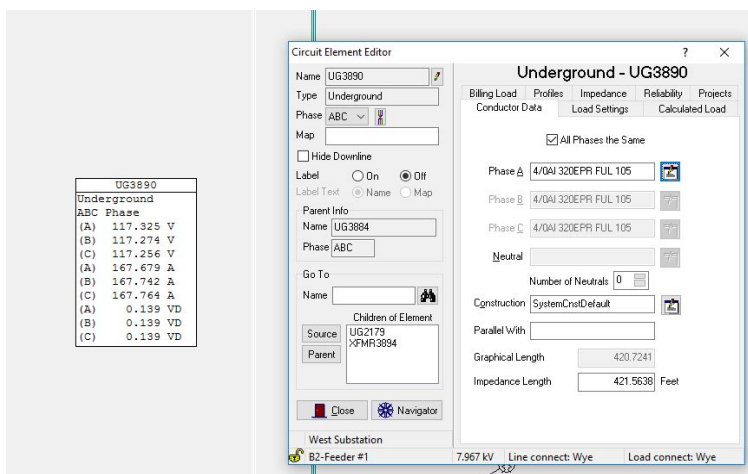 UG3890
Underground
ABC Phase
(A) 117.325 V
(B) 117.274 V
(C) 117.256 V
(A) 167.679 A
(B) 167.742 A
(C) 167.764 A
(A) 0.139 VD
(B) 0.139 VD
(C) 0.139 VD
Circuit Element Editor ? X
Name UG3890
Type Underground
Phase ABC
Map
Hide Downline
Label On Off
Label Text Name Map
Parent Info
Name UG3884
Phase ABC
Go To
Name
Children of Element
Source
Parent
UG2179
XFMR3894
Close Navigator
West Substation
Underground - UG3890
Billing Load Profiles Impedance Reliability Projects
Conductor Data Load Settings Calculated Load
All Phases the Same
Phase A 4/0Al 320EPR FUL 105
Phase B 4/0Al 320EPR FUL 105
Phase C 4/0Al 320EPR FUL 105
Neutral
Number of Neutrals 0
Construction SystemCnstDefault
Parallel With
Graphical Length 420.7241
Impedance Length 421.5638 Feet
B2-Feeder #1 7.967 kV Line connect: Wye Load connect: Wye